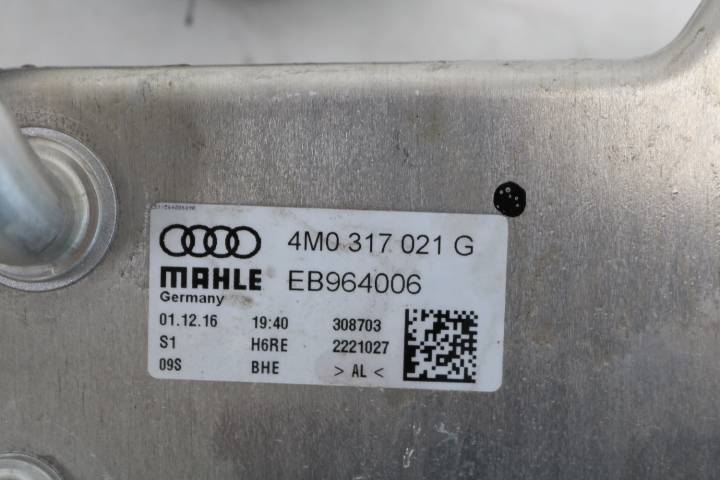 4M0 317 021 G
MAHLE EB964006
Germany
01.12.16 19:40 308703
S1 H6RE 2221027
09S BHE > AL <